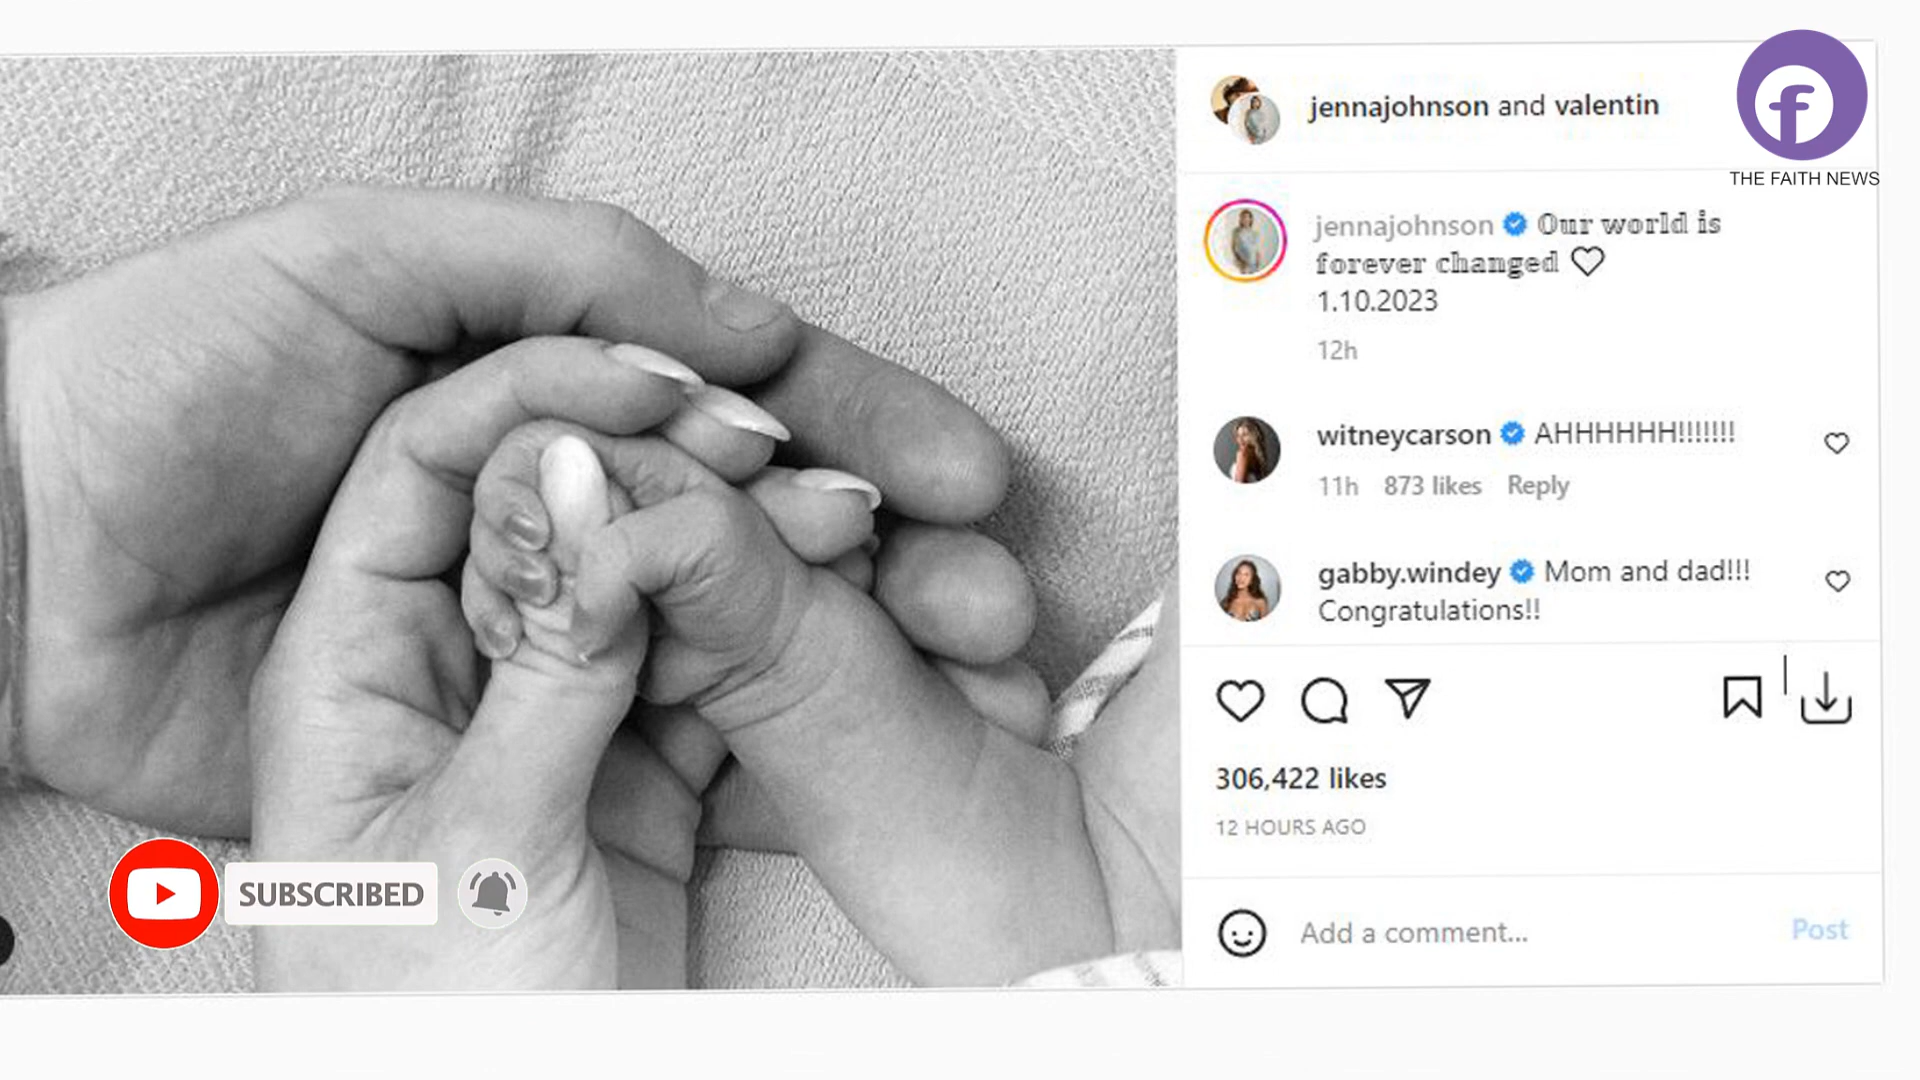 jennajohnson and valentin
THE FAITH NEWS
jennajohnson Our world is
forever changed ♡
1.10.2023
12h
witneycarson AHHHHHH!!!!!!!
11h 873 likes Reply
gabby.windey Mom and dad!!!
Congratulations!!
306,422 likes
12 HOURS AGO
SUBSCRIBED
Add a comment... Post